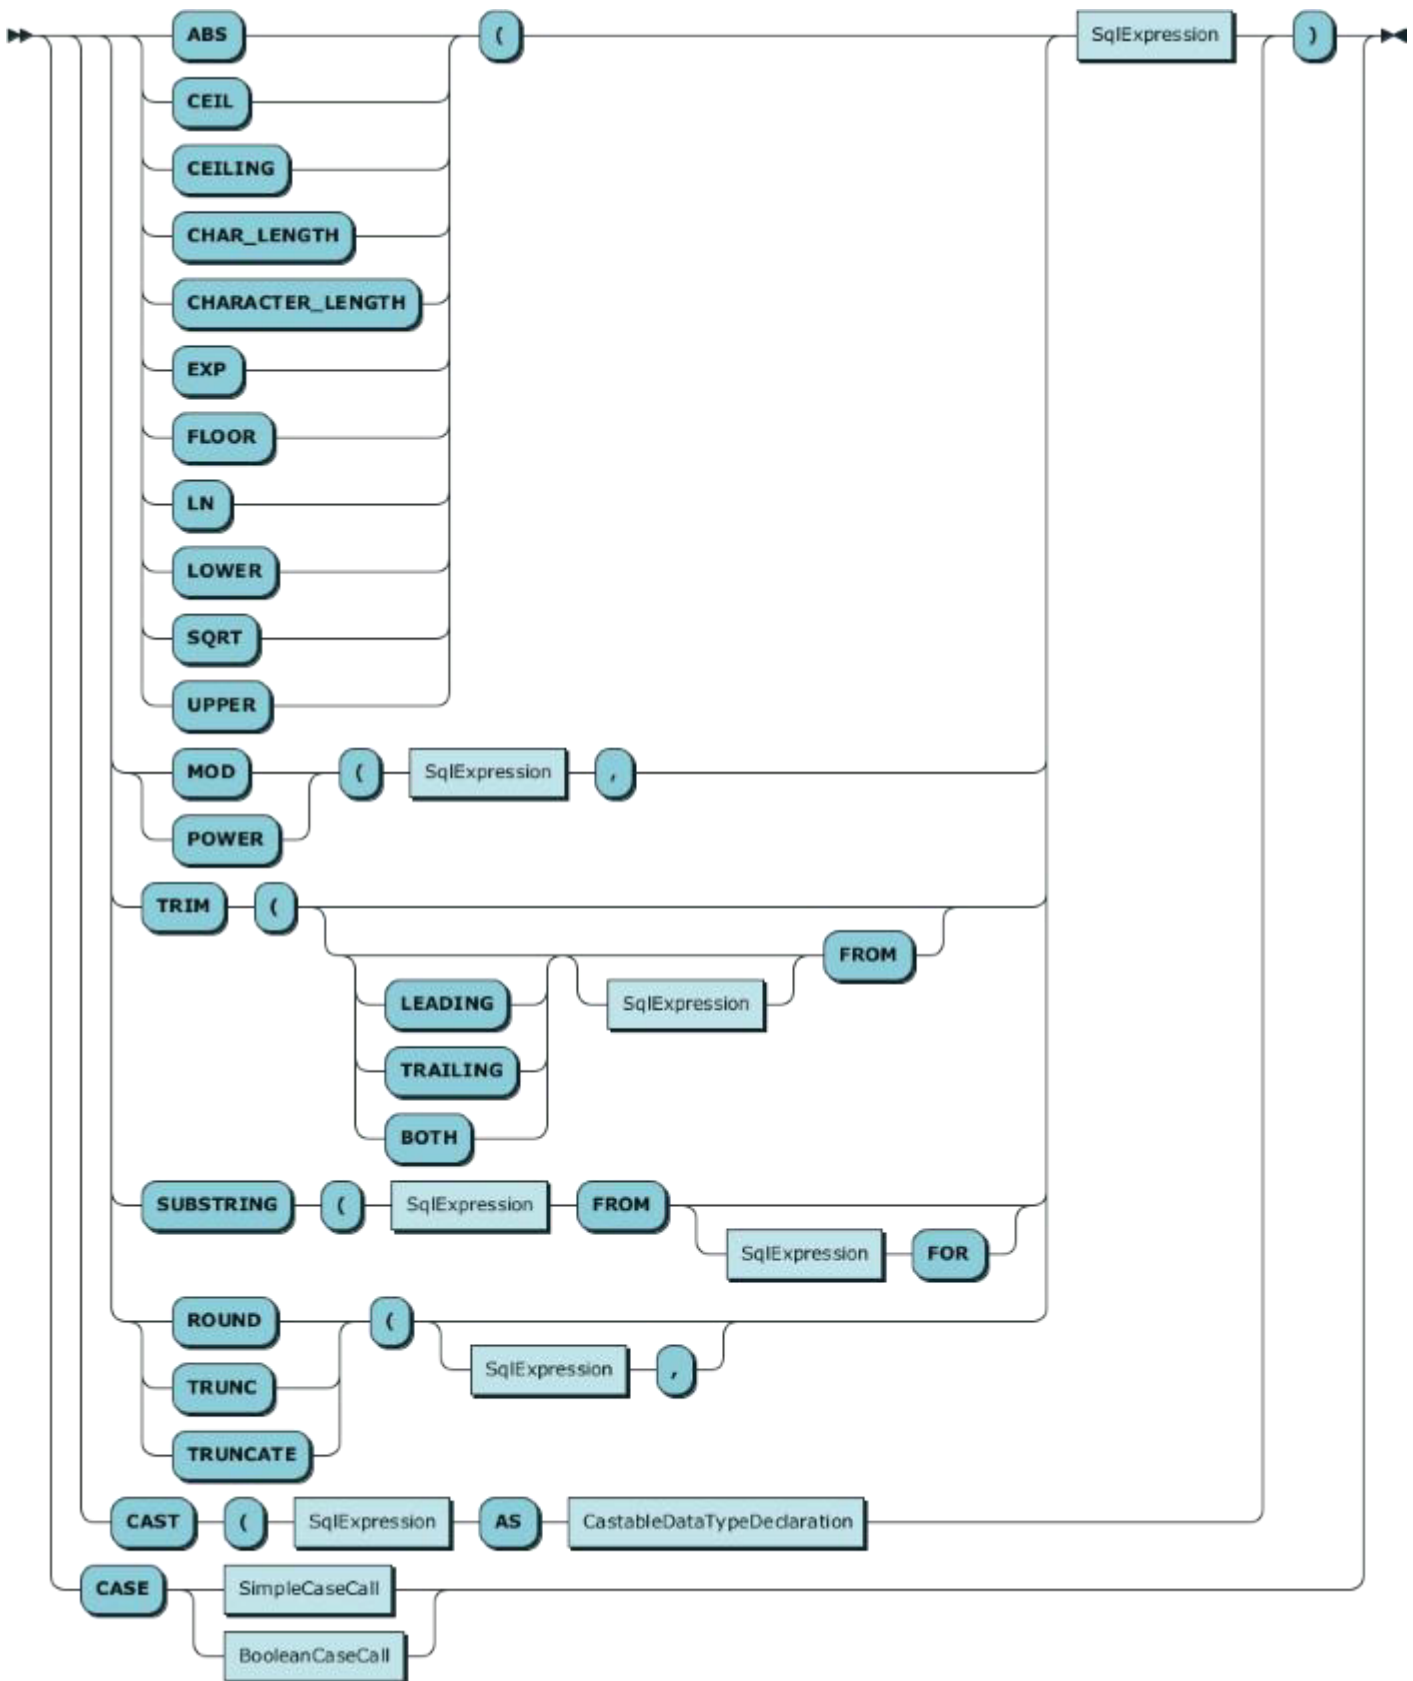 ABS ( SqlExpression )
CEIL
CEILING
CHAR_LENGTH
CHARACTER_LENGTH
EXP
FLOOR
LN
LOWER
SQRT
UPPER
MOD ( SqlExpression ,
POWER
TRIM (
FROM
LEADING SqlExpression
TRAILING
BOTH
SUBSTRING ( SqlExpression FROM
SqlExpression FOR
ROUND (
SqlExpression ,
TRUNC
TRUNCATE
CAST ( SqlExpression AS CastableDataTypeDeclaration
CASE SimpleCaseCall
BooleanCaseCall